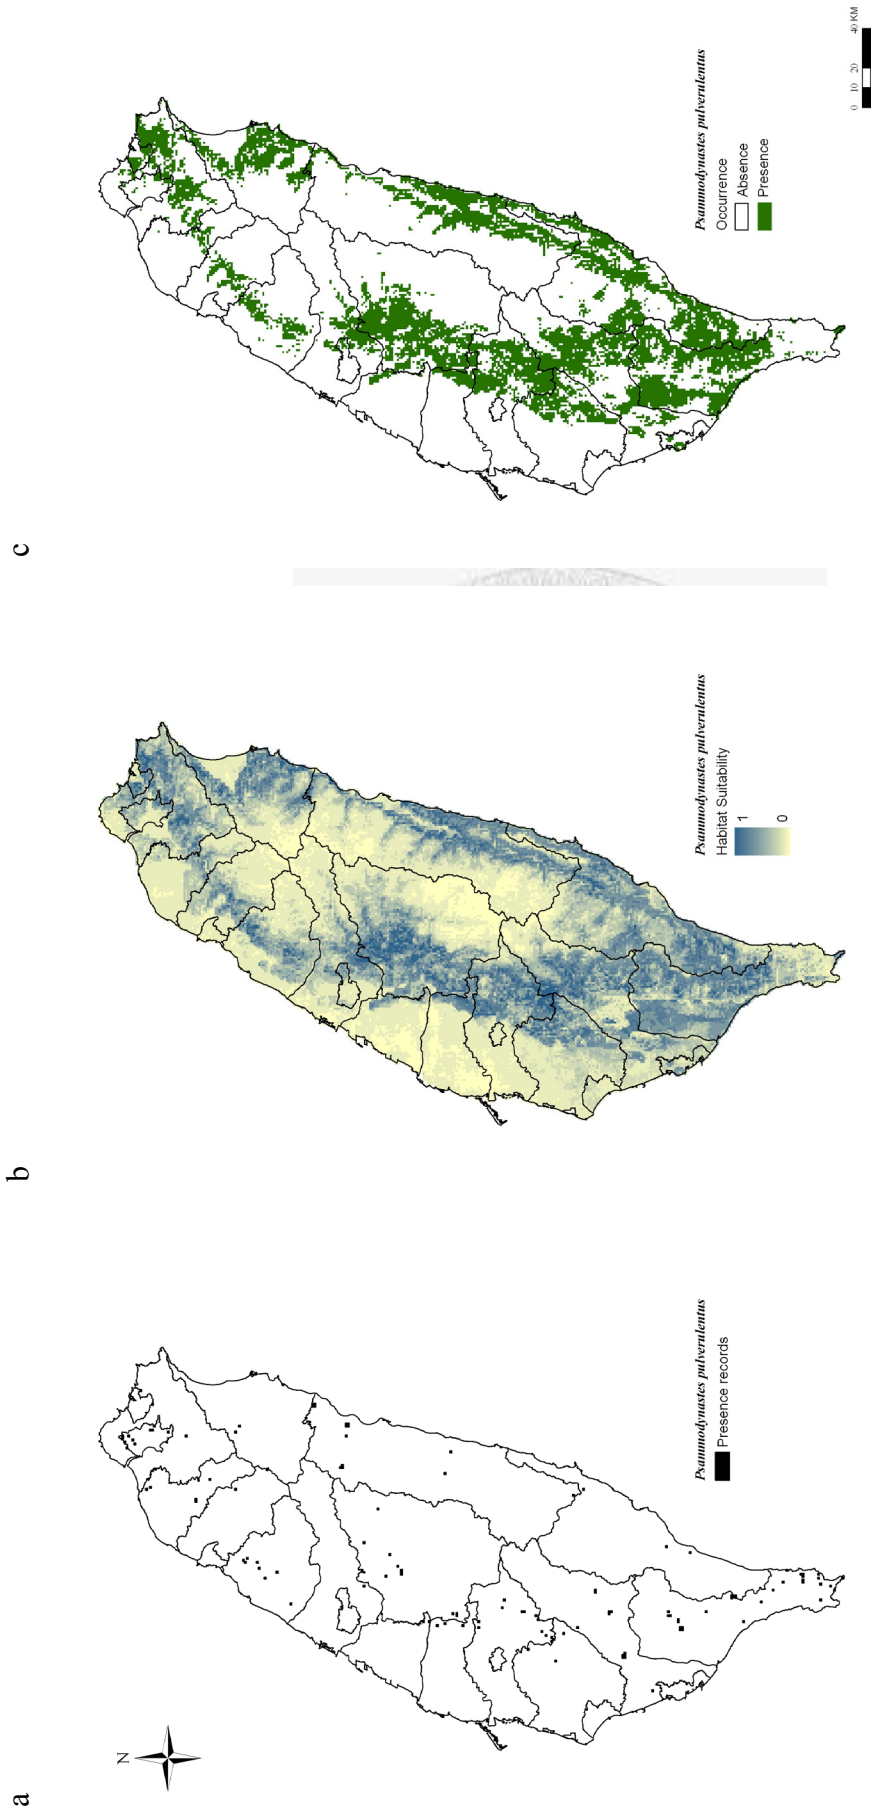 a
N
Psammodynastes pulverulentus
Presence records
b
Psammodynastes pulverulentus
Habitat Suitability
1
0
c
Psammodynastes pulverulentus
Occurrence
Absence
Presence
0 10 20 40 KM